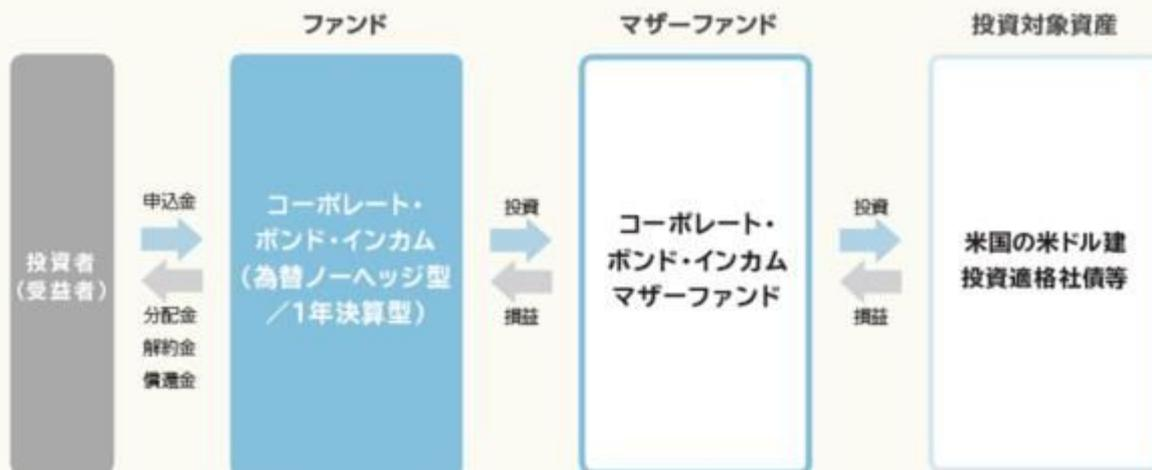 ファンド
マザーファンド
投資対象資産
投資者
（受益者）
申込金
分配金
解約金
償還金
コーポレート・
ボンド・インカム
（為替ノーヘッジ型
／1年決算型）
投資
損益
コーポレート・
ボンド・インカム
マザーファンド
投資
損益
米国の米ドル建
投資適格社債等